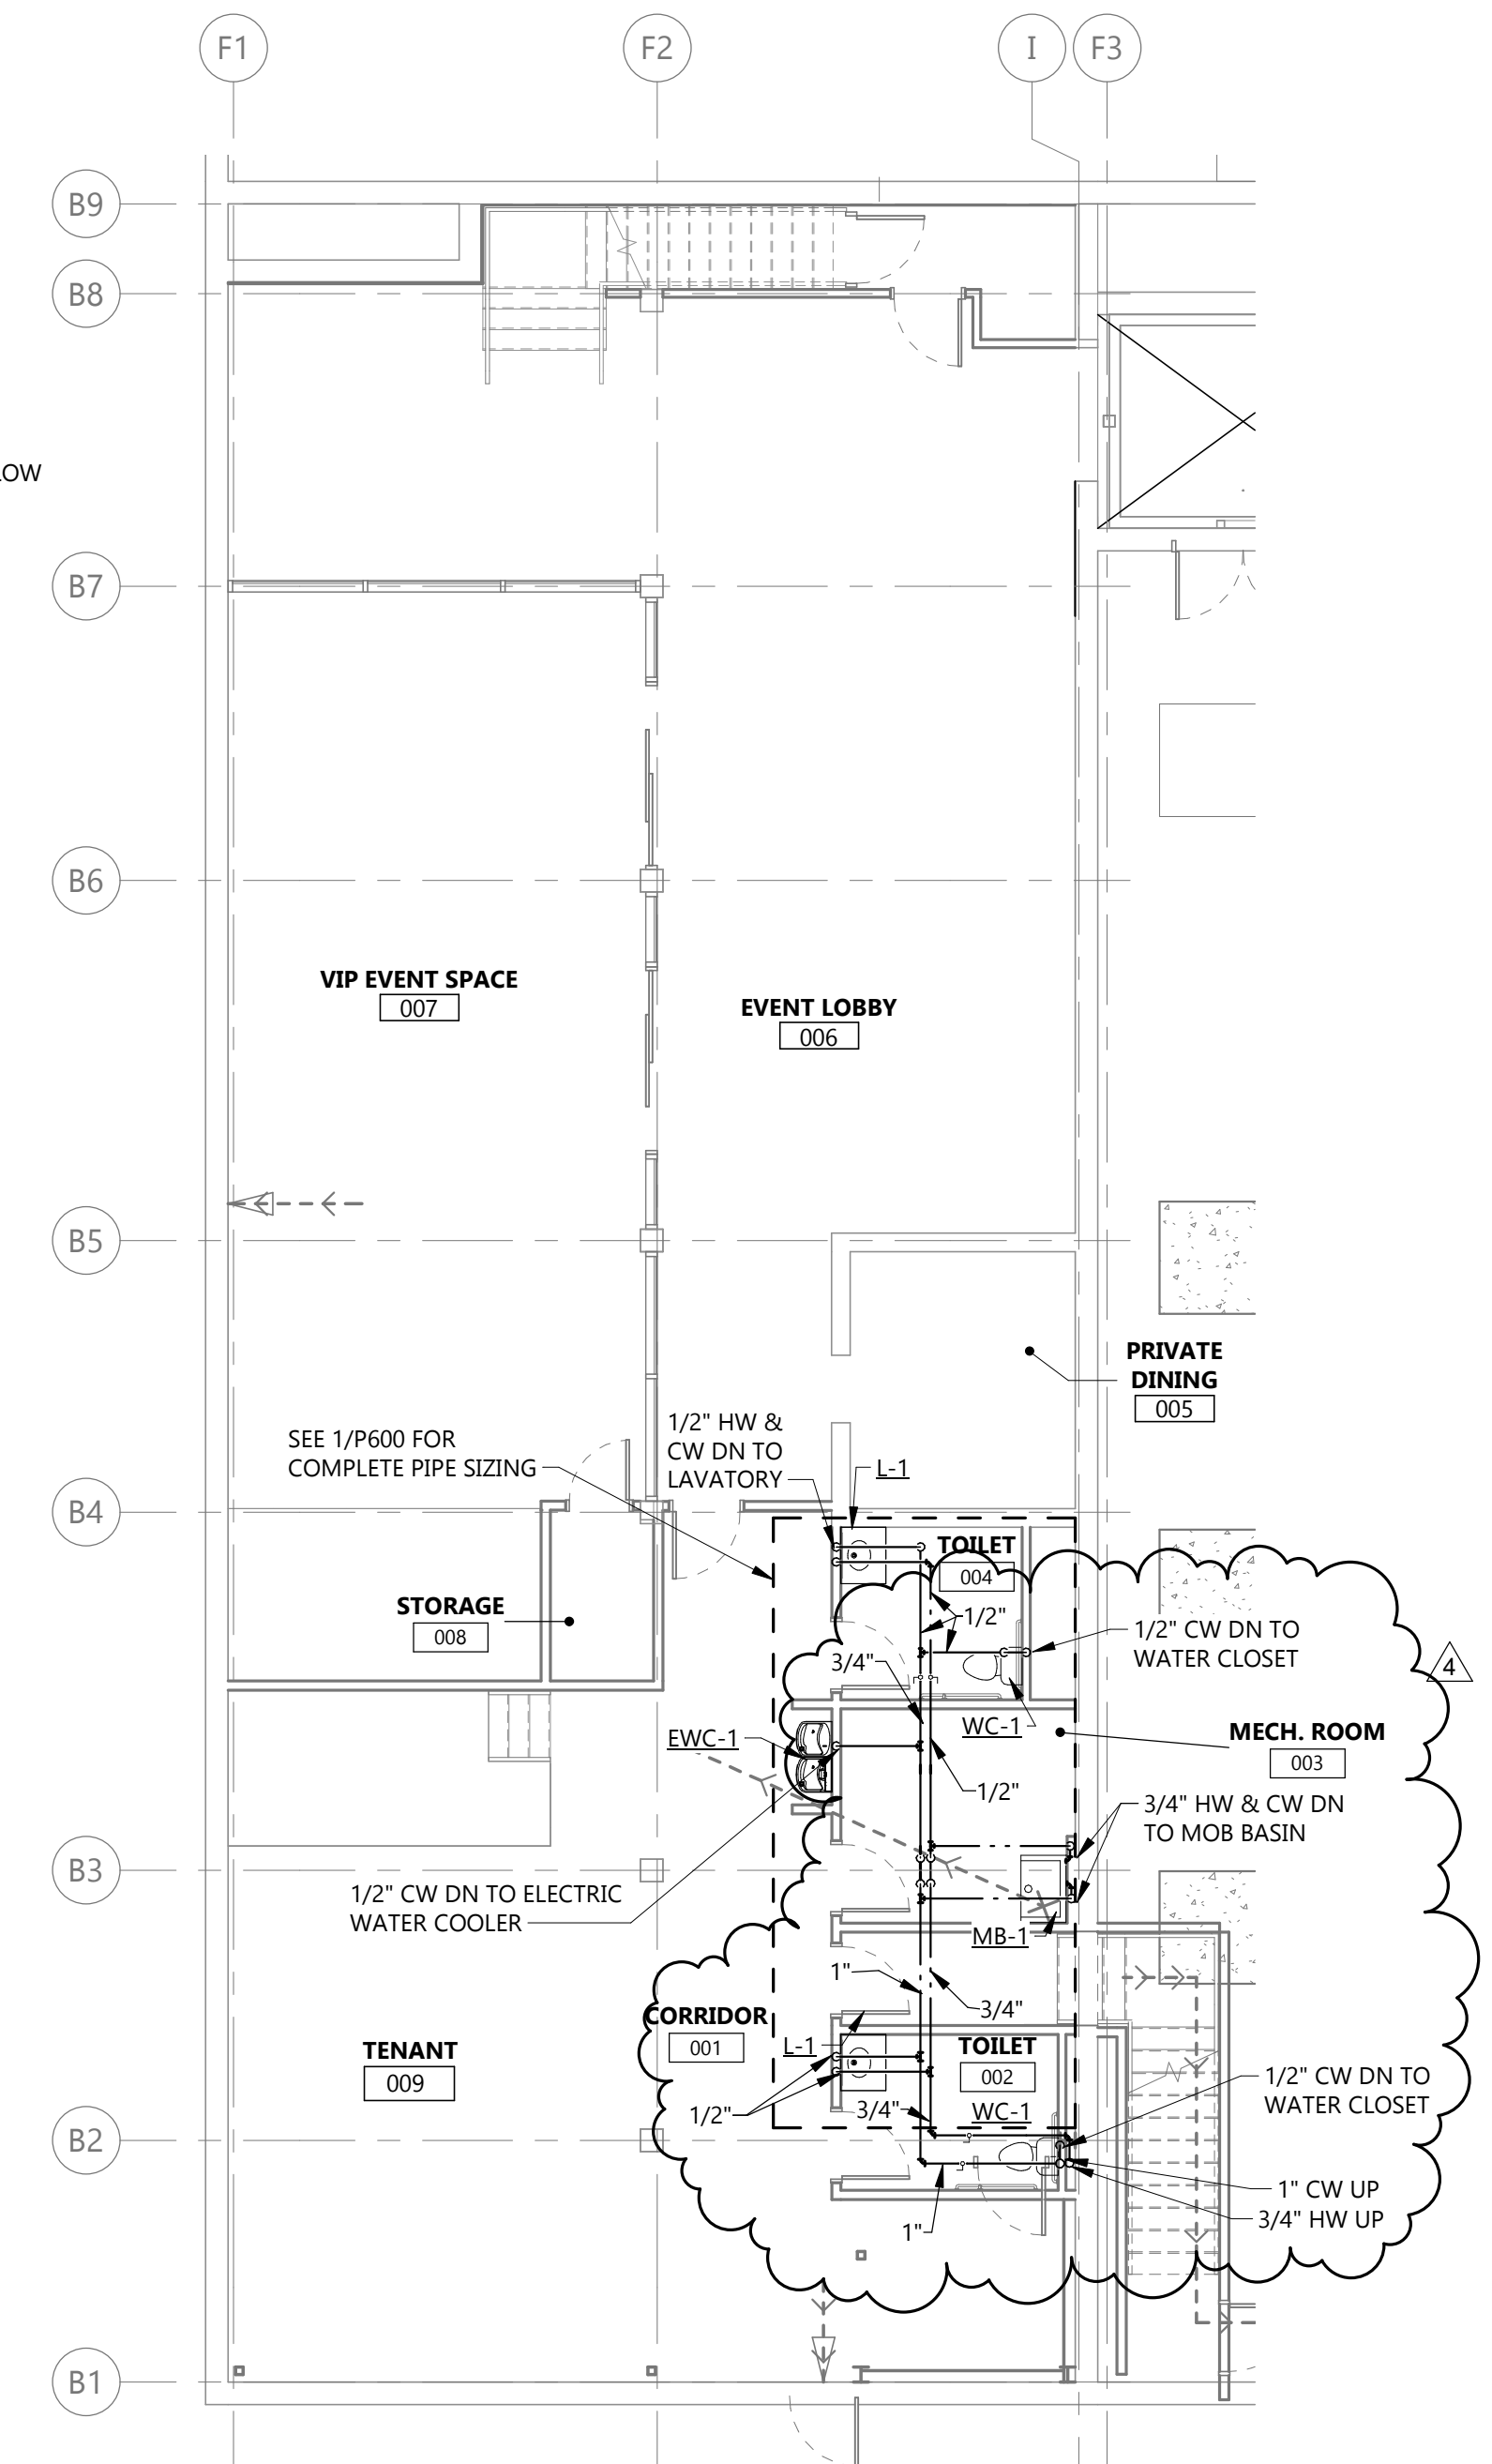 F1
F2
I
F3
B9
B8
LOW
B7
B6
VIP EVENT SPACE
007
EVENT LOBBY
006
B5
PRIVATE
DINING
005
SEE 1/P600 FOR
COMPLETE PIPE SIZING
1/2" HW &
CW DN TO
LAVATORY
L-1
B4
TOILET
004
STORAGE
008
1/2"
1/2" CW DN TO
WATER CLOSET
3/4"
4
WC-1
EWC-1
MECH. ROOM
003
1/2"
3/4" HW & CW DN
TO MOB BASIN
B3
1/2" CW DN TO ELECTRIC
WATER COOLER
MB-1
1"
3/4"
CORRIDOR
001
TENANT
009
L-1
TOILET
002
1/2"
3/4"
WC-1
1/2" CW DN TO
WATER CLOSET
B2
1" CW UP
3/4" HW UP
1"
B1